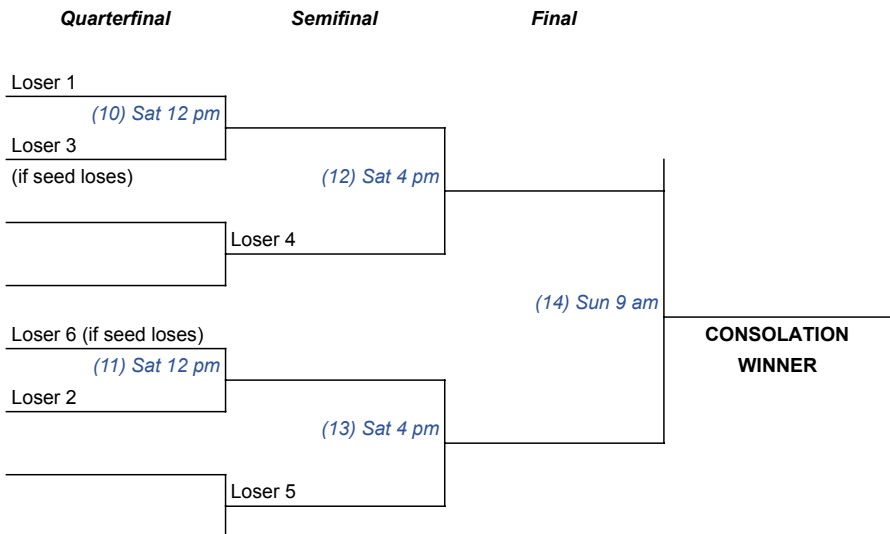 Quarterfinal Semifinal Final
Loser 1
(10) Sat 12 pm
Loser 3
(if seed loses)
(12) Sat 4 pm
Loser 4
(14) Sun 9 am
Loser 6 (if seed loses)
CONSOLATION
WINNER
(11) Sat 12 pm
Loser 2
(13) Sat 4 pm
Loser 5